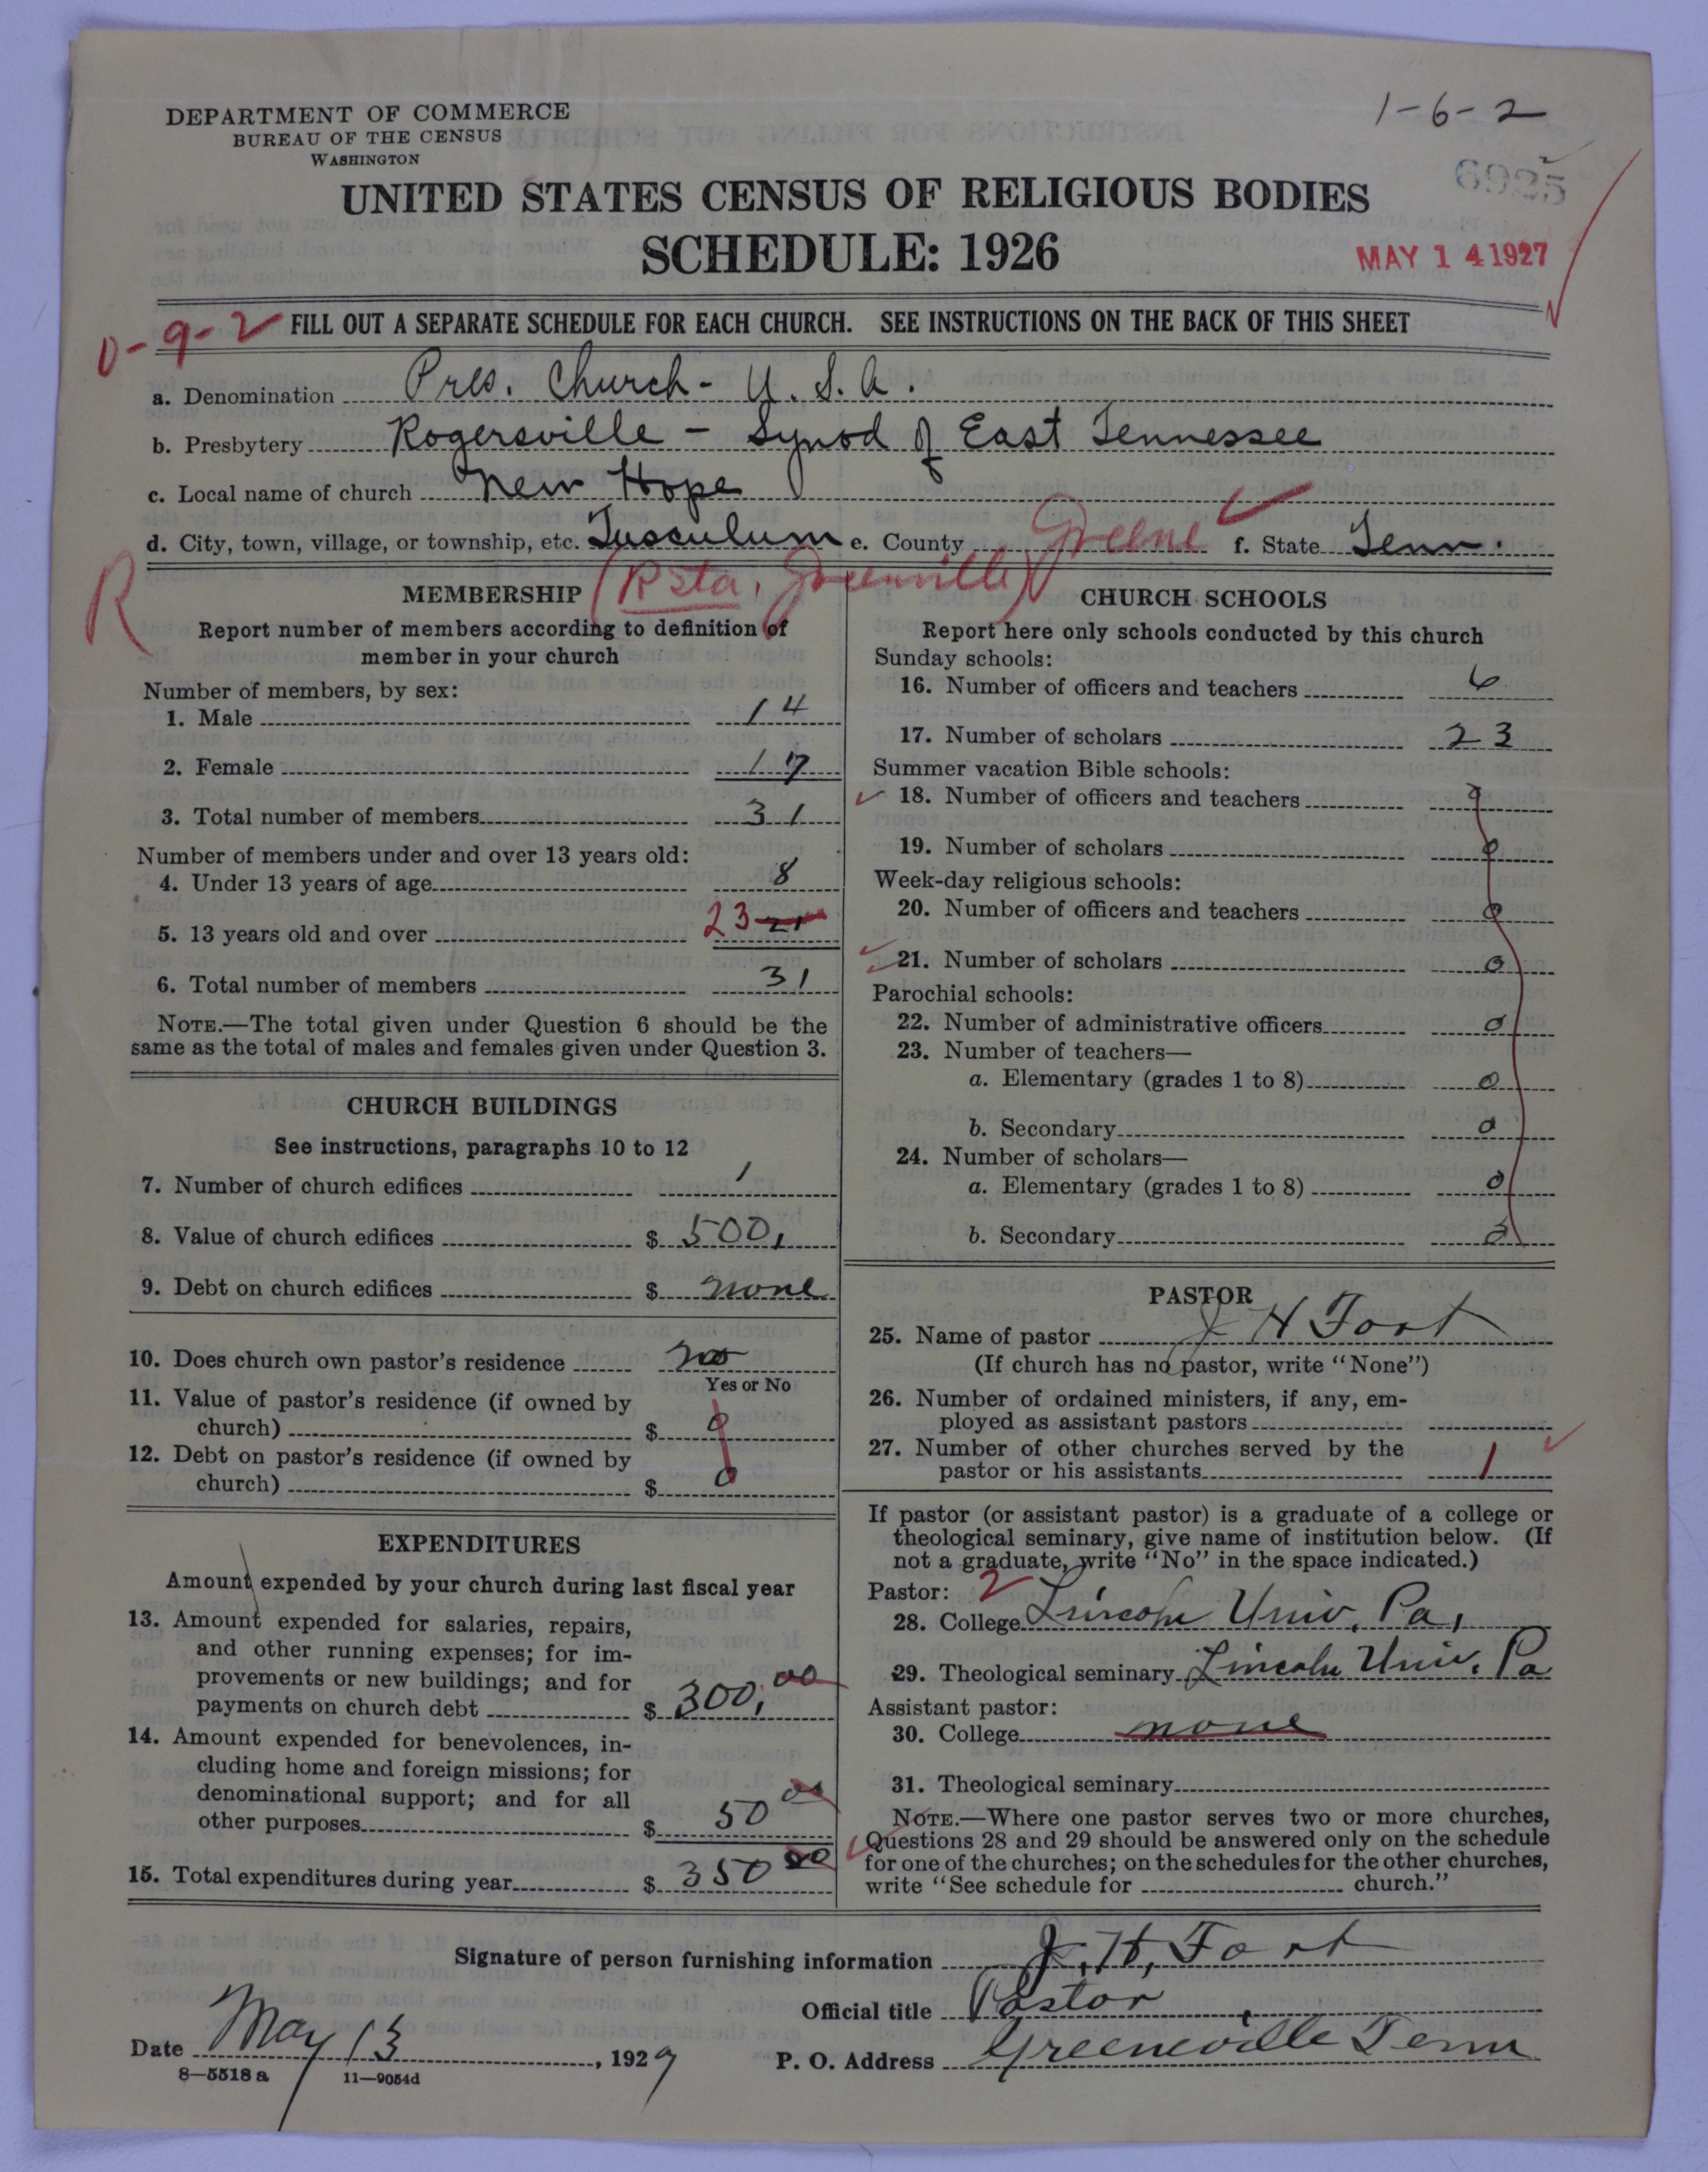 DEPARTMENT OF COMMERCE
BUREAU OF THE CENSUS
WASHINGTON
1-6-2
6925
UNITED STATES CENSUS OF RELIGIOUS BODIES
SCHEDULE: 1926
MAY 14 1927
0-9-2 FILL OUT A SEPARATE SCHEDULE FOR EACH CHURCH. SEE INSTRUCTIONS ON THE BACK OF THIS SHEET
a. Denomination Pres. Church - U. S. A.
b. Presbytery Rogersville - Synod of East Tennessee
c. Local name of church New Hope
d. City, town, village, or township, etc. Tusculum e. County Greene f. State Tenn.
R
(R Sta, Greenville)
MEMBERSHIP
Report number of members according to definition of
member in your church
Number of members, by sex:
1. Male 14
2. Female 17
3. Total number of members 31
Number of members under and over 13 years old:
4. Under 13 years of age 8
5. 13 years old and over 23 21
6. Total number of members 31
NOTE.—The total given under Question 6 should be the
same as the total of males and females given under Question 3.
CHURCH BUILDINGS
See instructions, paragraphs 10 to 12
7. Number of church edifices 1
8. Value of church edifices $ 500,
9. Debt on church edifices $ none
10. Does church own pastor's residence no
Yes or No
11. Value of pastor's residence (if owned by
church) $ 0
12. Debt on pastor's residence (if owned by
church) $ 0
EXPENDITURES
Amount expended by your church during last fiscal year
13. Amount expended for salaries, repairs,
and other running expenses; for im-
provements or new buildings; and for
payments on church debt $ 300.00
14. Amount expended for benevolences, in-
cluding home and foreign missions; for
denominational support; and for all
other purposes $ 50 00
15. Total expenditures during year $ 350 00
CHURCH SCHOOLS
Report here only schools conducted by this church
Sunday schools:
16. Number of officers and teachers 6
17. Number of scholars 23
Summer vacation Bible schools:
18. Number of officers and teachers 0
19. Number of scholars 0
Week-day religious schools:
20. Number of officers and teachers 0
21. Number of scholars 0
Parochial schools:
22. Number of administrative officers 0
23. Number of teachers—
a. Elementary (grades 1 to 8) 0
b. Secondary 0
24. Number of scholars—
a. Elementary (grades 1 to 8) 0
b. Secondary 0
PASTOR
25. Name of pastor J H Fort
(If church has no pastor, write "None")
26. Number of ordained ministers, if any, em-
ployed as assistant pastors
27. Number of other churches served by the
pastor or his assistants 1
If pastor (or assistant pastor) is a graduate of a college or
theological seminary, give name of institution below. (If
not a graduate, write "No" in the space indicated.)
Pastor: 2
28. College Lincoln Univ, Pa,
29. Theological seminary Lincoln Univ. Pa
Assistant pastor:
30. College none
31. Theological seminary
NOTE.—Where one pastor serves two or more churches,
Questions 28 and 29 should be answered only on the schedule
for one of the churches; on the schedules for the other churches,
write "See schedule for church."
Signature of person furnishing information J. H, Fort
Official title Pastor
Date May 13, 1927
P. O. Address Greeneville Tenn
8—5518 a 11—9054d